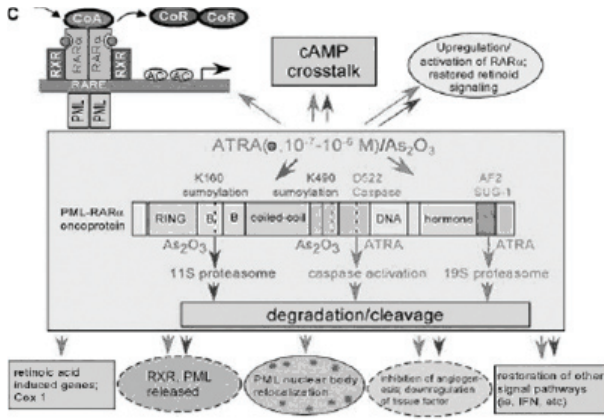 C
CoA
CoR
CoR
RXR
RARα
RARα
RXR
AC
AC
RARE
PML
PML
cAMP
crosstalk
Upregulation/
activation of RARα;
restored retinoid
signaling
ATRA( ,10⁻⁷-10⁻⁶ M)/As₂O₃
K160
sumoylation
K490
sumoylation
D522
Caspase
AF2
SUG-1
PML-RARα
oncoprotein
RING
B
B
coiled-coil
DNA
hormone
As₂O₃
As₂O₃
ATRA
ATRA
11S proteasome
caspase activation
19S proteasome
degradation/cleavage
retinoic acid
induced genes;
Cox 1
RXR, PML
released
PML nuclear body
relocalization
inhibition of angiogen-
esis; downregulation
of tissue factor
restoration of other
signal pathways
(ie. IFN, etc)